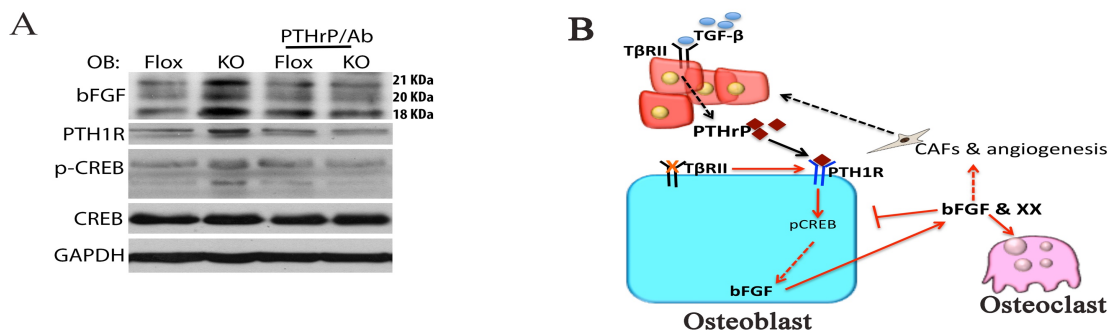 A
PTHrP/Ab
OB: Flox KO Flox KO
bFGF
21 KDa
20 KDa
18 KDa
PTH1R
p-CREB
CREB
GAPDH
B
TβRII TGF-β
PTHrP
TβRII PTH1R
pCREB
bFGF
Osteoblast
CAFs & angiogenesis
bFGF & XX
Osteoclast